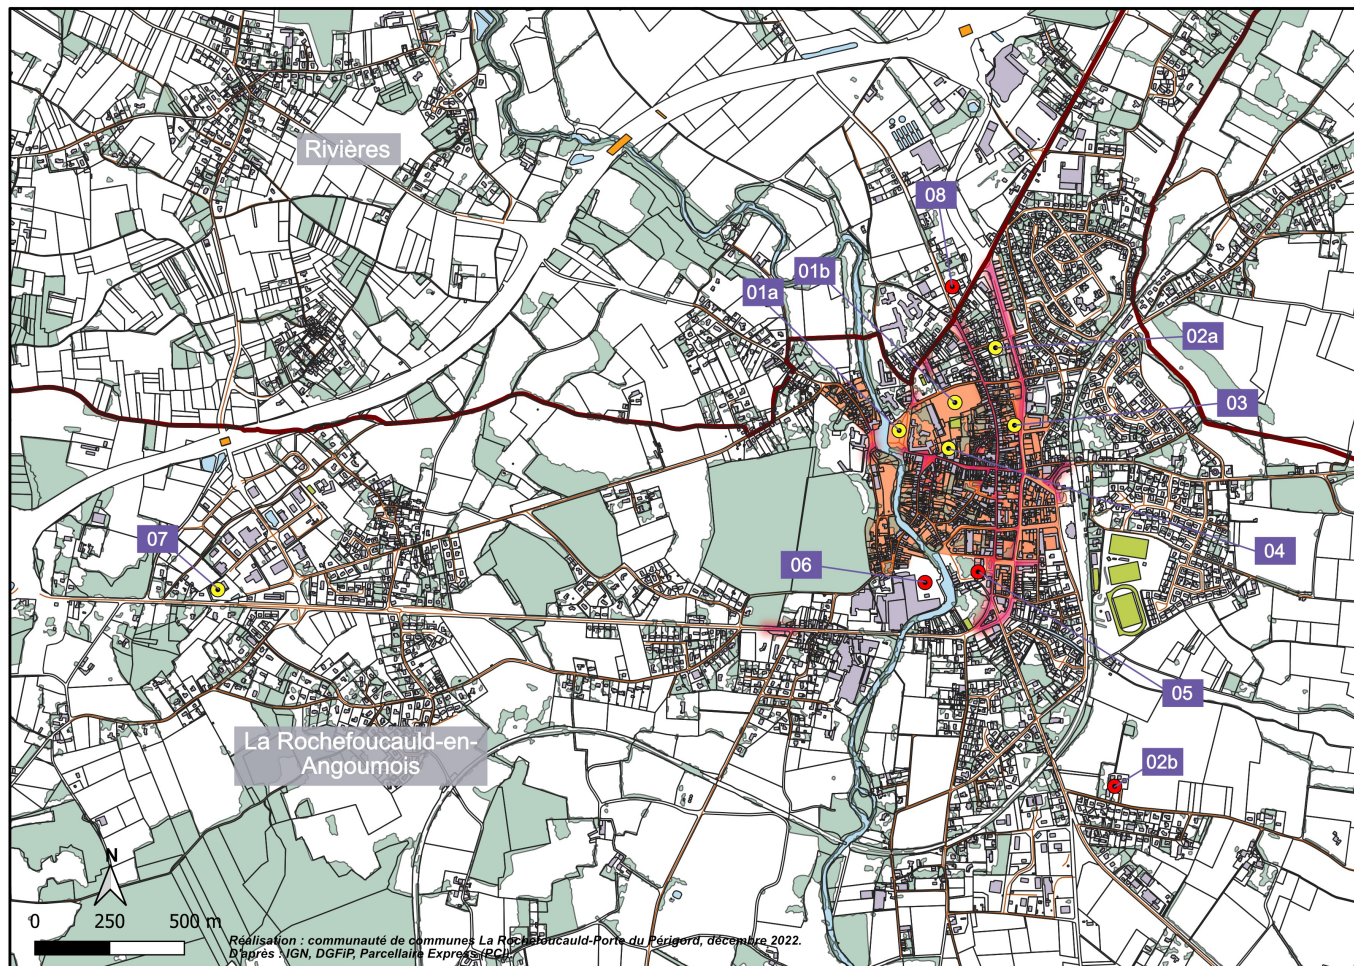 Rivières
08
01b
01a
02a
03
07
06
04
05
La Rochefoucauld-en-
Angoumois
02b
N
0 250 500 m
Réalisation : communauté de communes La Rochefoucauld-Porte du Périgord, décembre 2022.
D'après : IGN, DGFiP, Parcellaire Express (PCI)